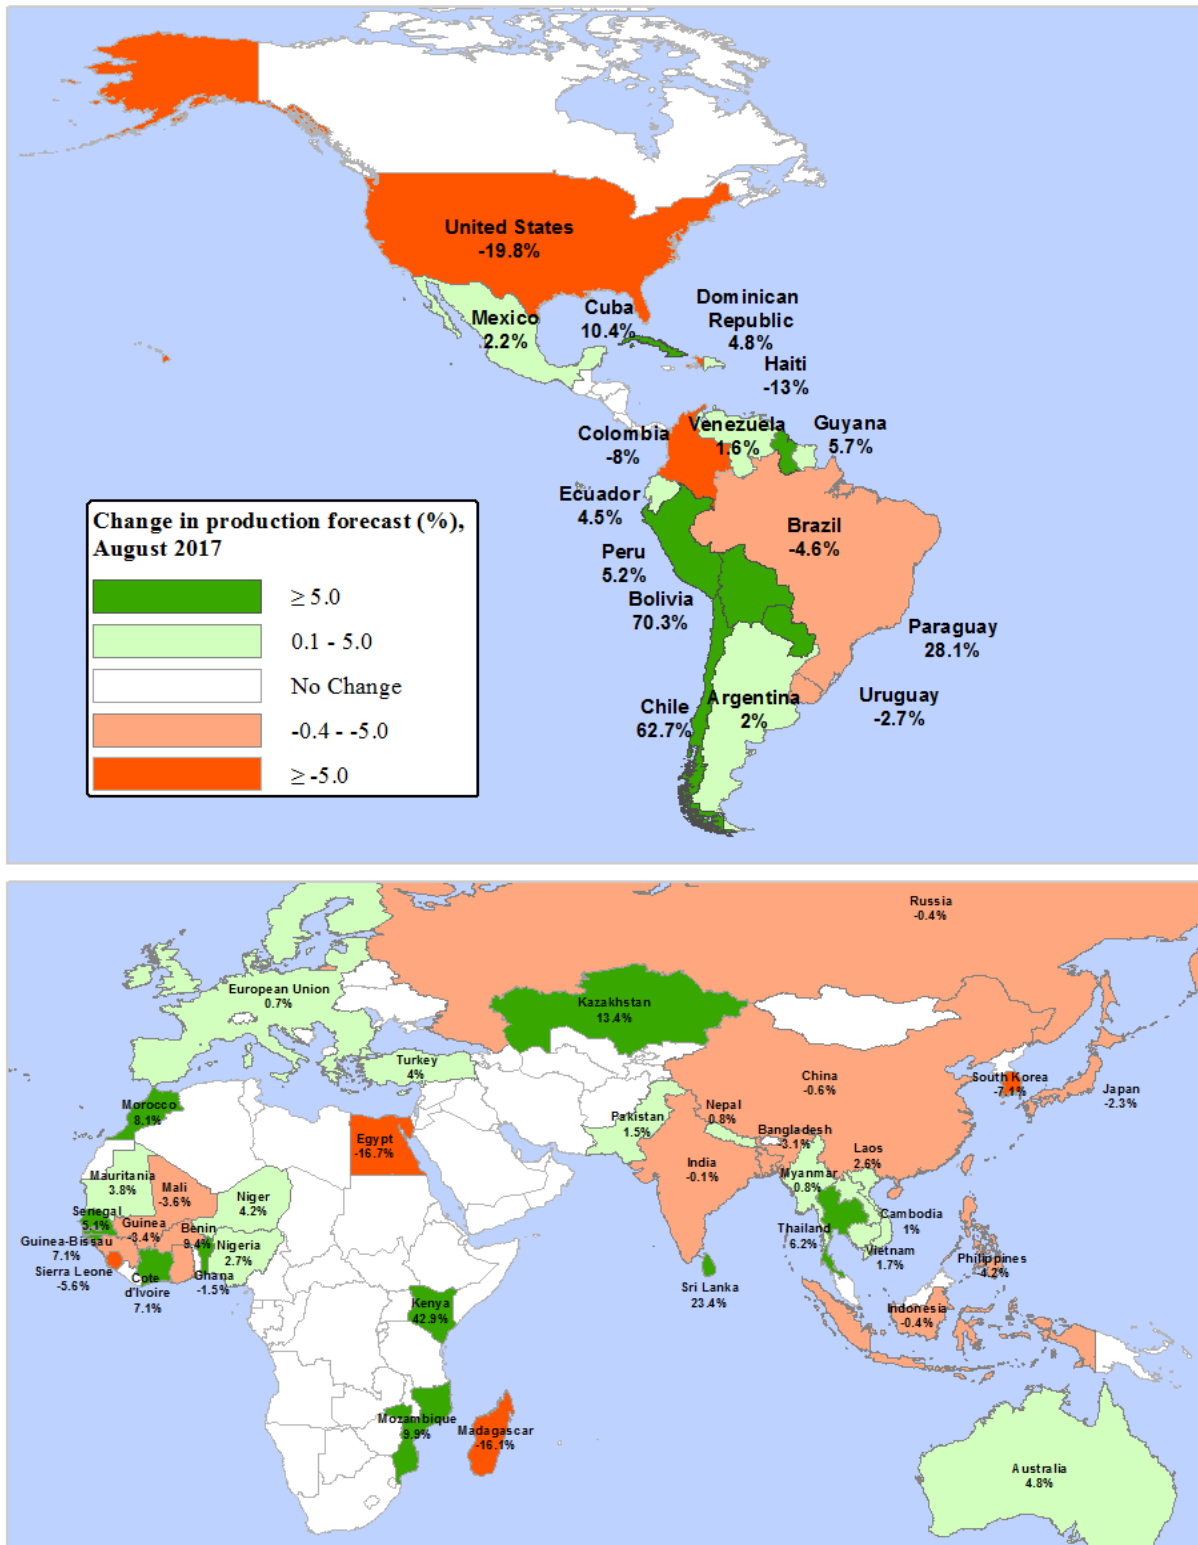 United States
-19.8%
Mexico
2.2%
Cuba
10.4%
Dominican
Republic
4.8%
Haiti
-13%
Colombia
-8%
Venezuela
1.6%
Guyana
5.7%
Ecuador
4.5%
Brazil
-4.6%
Peru
5.2%
Bolivia
70.3%
Paraguay
28.1%
Uruguay
-2.7%
Chile
62.7%
Argentina
2%
Change in production forecast (%),
August 2017
≥ 5.0
0.1 - 5.0
No Change
-0.4 - -5.0
≥ -5.0
Russia
-0.4%
European Union
0.7%
Kazakhstan
13.4%
Turkey
4%
China
-0.6%
South Korea
-7.1%
Japan
-2.3%
Morocco
8.1%
Pakistan
1.5%
Nepal
0.8%
Bangladesh
-3.1%
Egypt
-16.7%
India
-0.1%
Laos
2.6%
Myanmar
0.8%
Mauritania
3.8%
Mali
-3.6%
Niger
4.2%
Senegal
5.1%
Guinea
-3.4%
Benin
9.4%
Cambodia
1%
Thailand
6.2%
Guinea-Bissau
7.1%
Nigeria
2.7%
Vietnam
1.7%
Philippines
-4.2%
Sierra Leone
-5.6%
Cote
d'Ivoire
7.1%
Ghana
-1.5%
Sri Lanka
23.4%
Kenya
42.9%
Indonesia
-0.4%
Mozambique
9.9%
Madagascar
-16.1%
Australia
4.8%